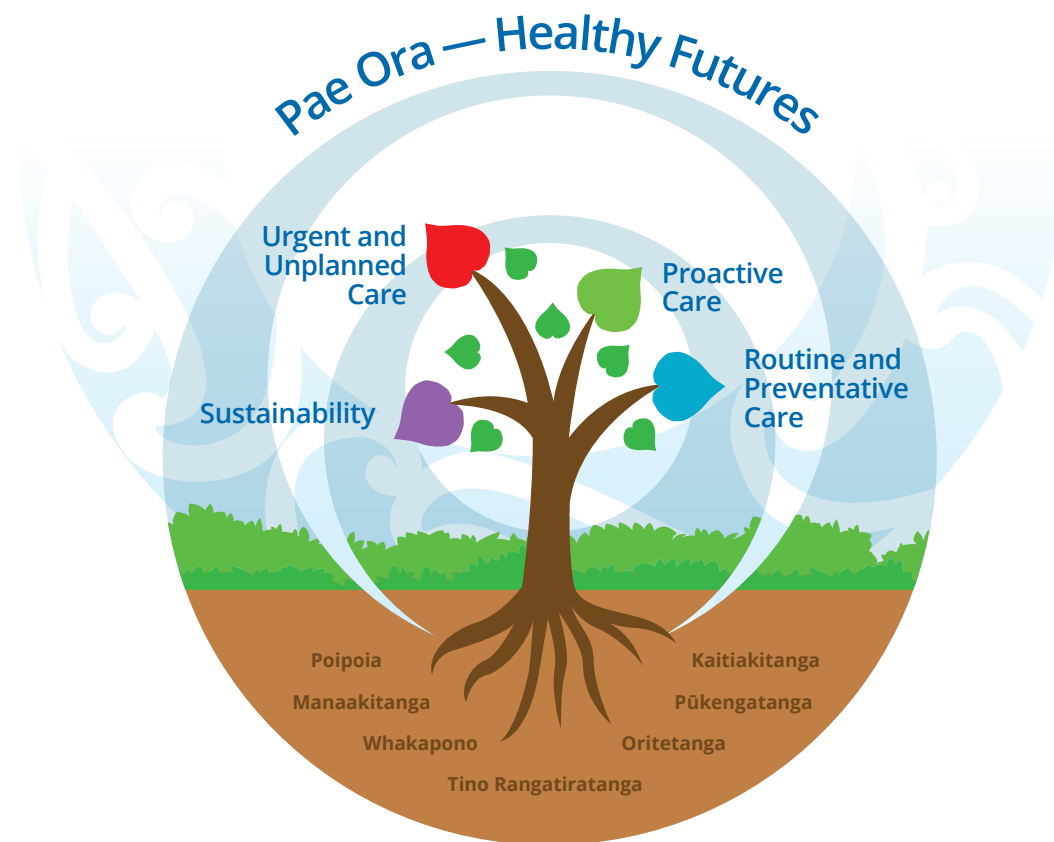 Pae Ora — Healthy Futures
Urgent and
Unplanned
Care
Proactive
Care
Routine and
Preventative
Care
Sustainability
Poipoia
Kaitiakitanga
Manaakitanga
Pūkengatanga
Whakapono
Oritetanga
Tino Rangatiratanga